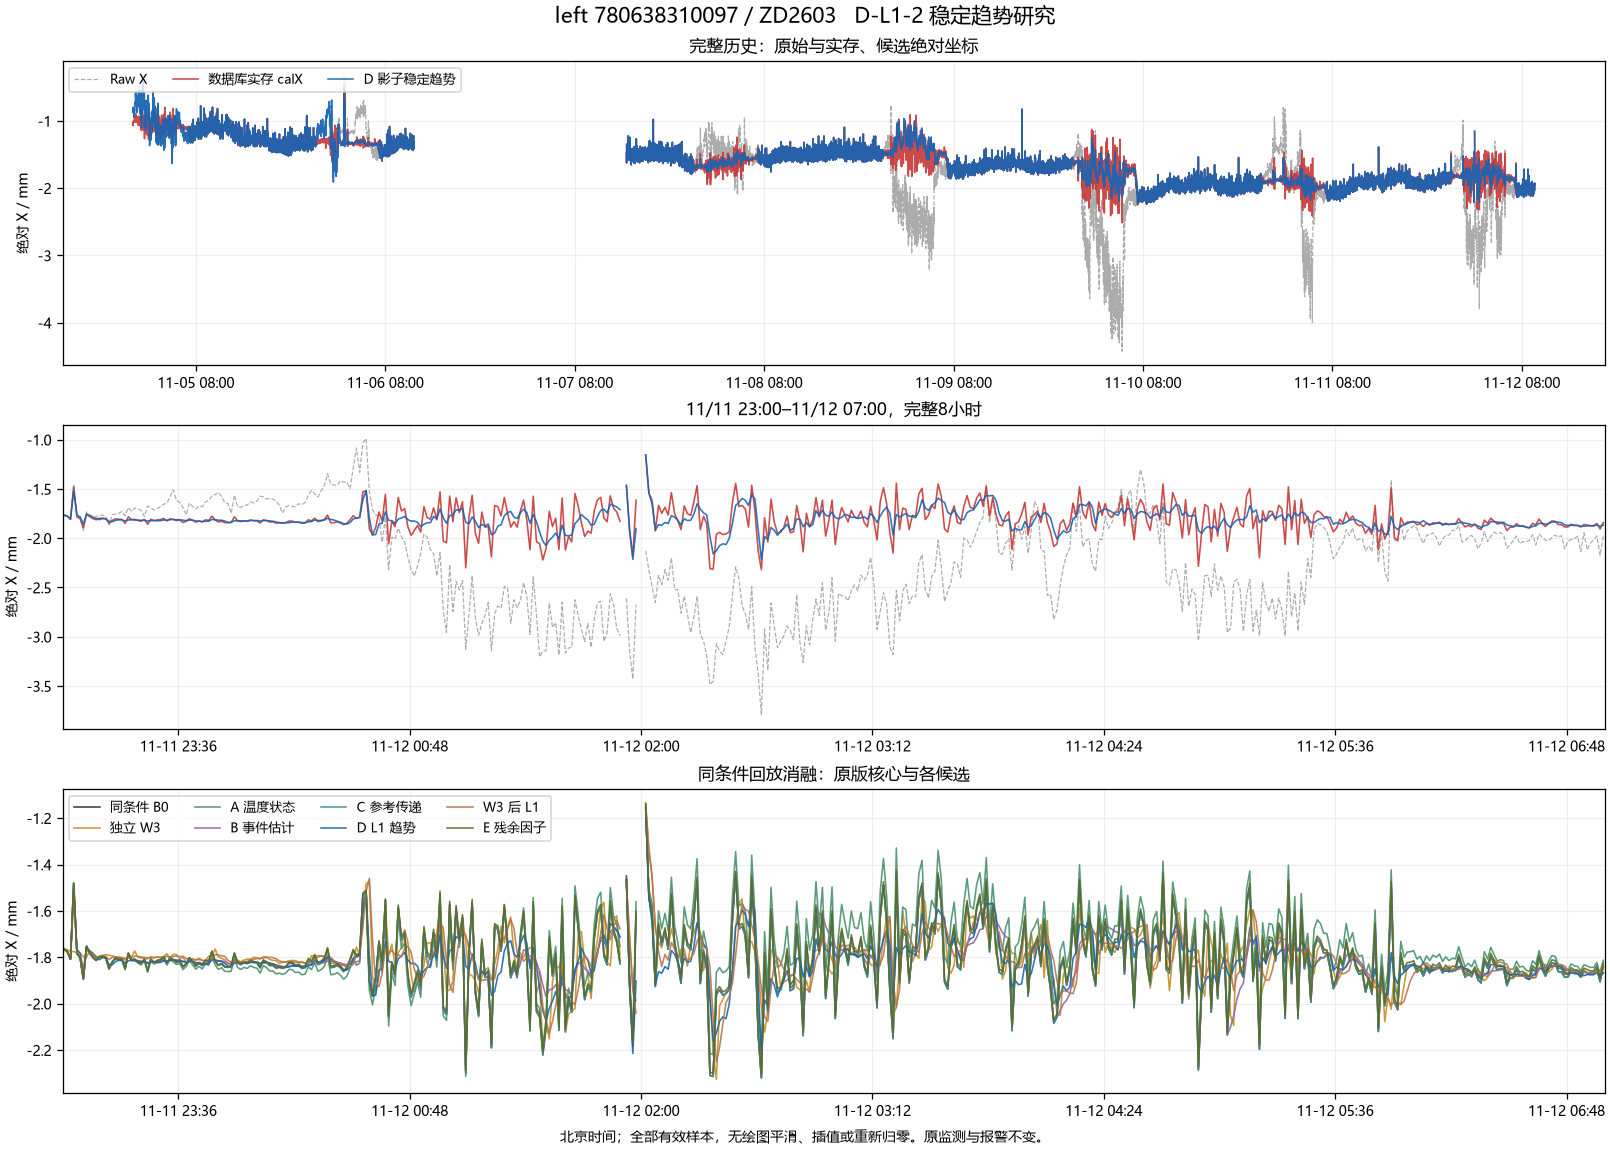 left 780638310097 / ZD2603   D-L1-2 稳定趋势研究
完整历史：原始与实存、候选绝对坐标
Raw X
数据库实存 calX
D 影子稳定趋势
绝对 X / mm
-1
-2
-3
-4
11-05 08:00
11-06 08:00
11-07 08:00
11-08 08:00
11-09 08:00
11-10 08:00
11-11 08:00
11-12 08:00
11/11 23:00–11/12 07:00，完整8小时
绝对 X / mm
-1.0
-1.5
-2.0
-2.5
-3.0
-3.5
11-11 23:36
11-12 00:48
11-12 02:00
11-12 03:12
11-12 04:24
11-12 05:36
11-12 06:48
同条件回放消融：原版核心与各候选
同条件 B0
A 温度状态
C 参考传递
W3 后 L1
独立 W3
B 事件估计
D L1 趋势
E 残余因子
绝对 X / mm
-1.2
-1.4
-1.6
-1.8
-2.0
-2.2
11-11 23:36
11-12 00:48
11-12 02:00
11-12 03:12
11-12 04:24
11-12 05:36
11-12 06:48
北京时间；全部有效样本，无绘图平滑、插值或重新归零。原监测与报警不变。